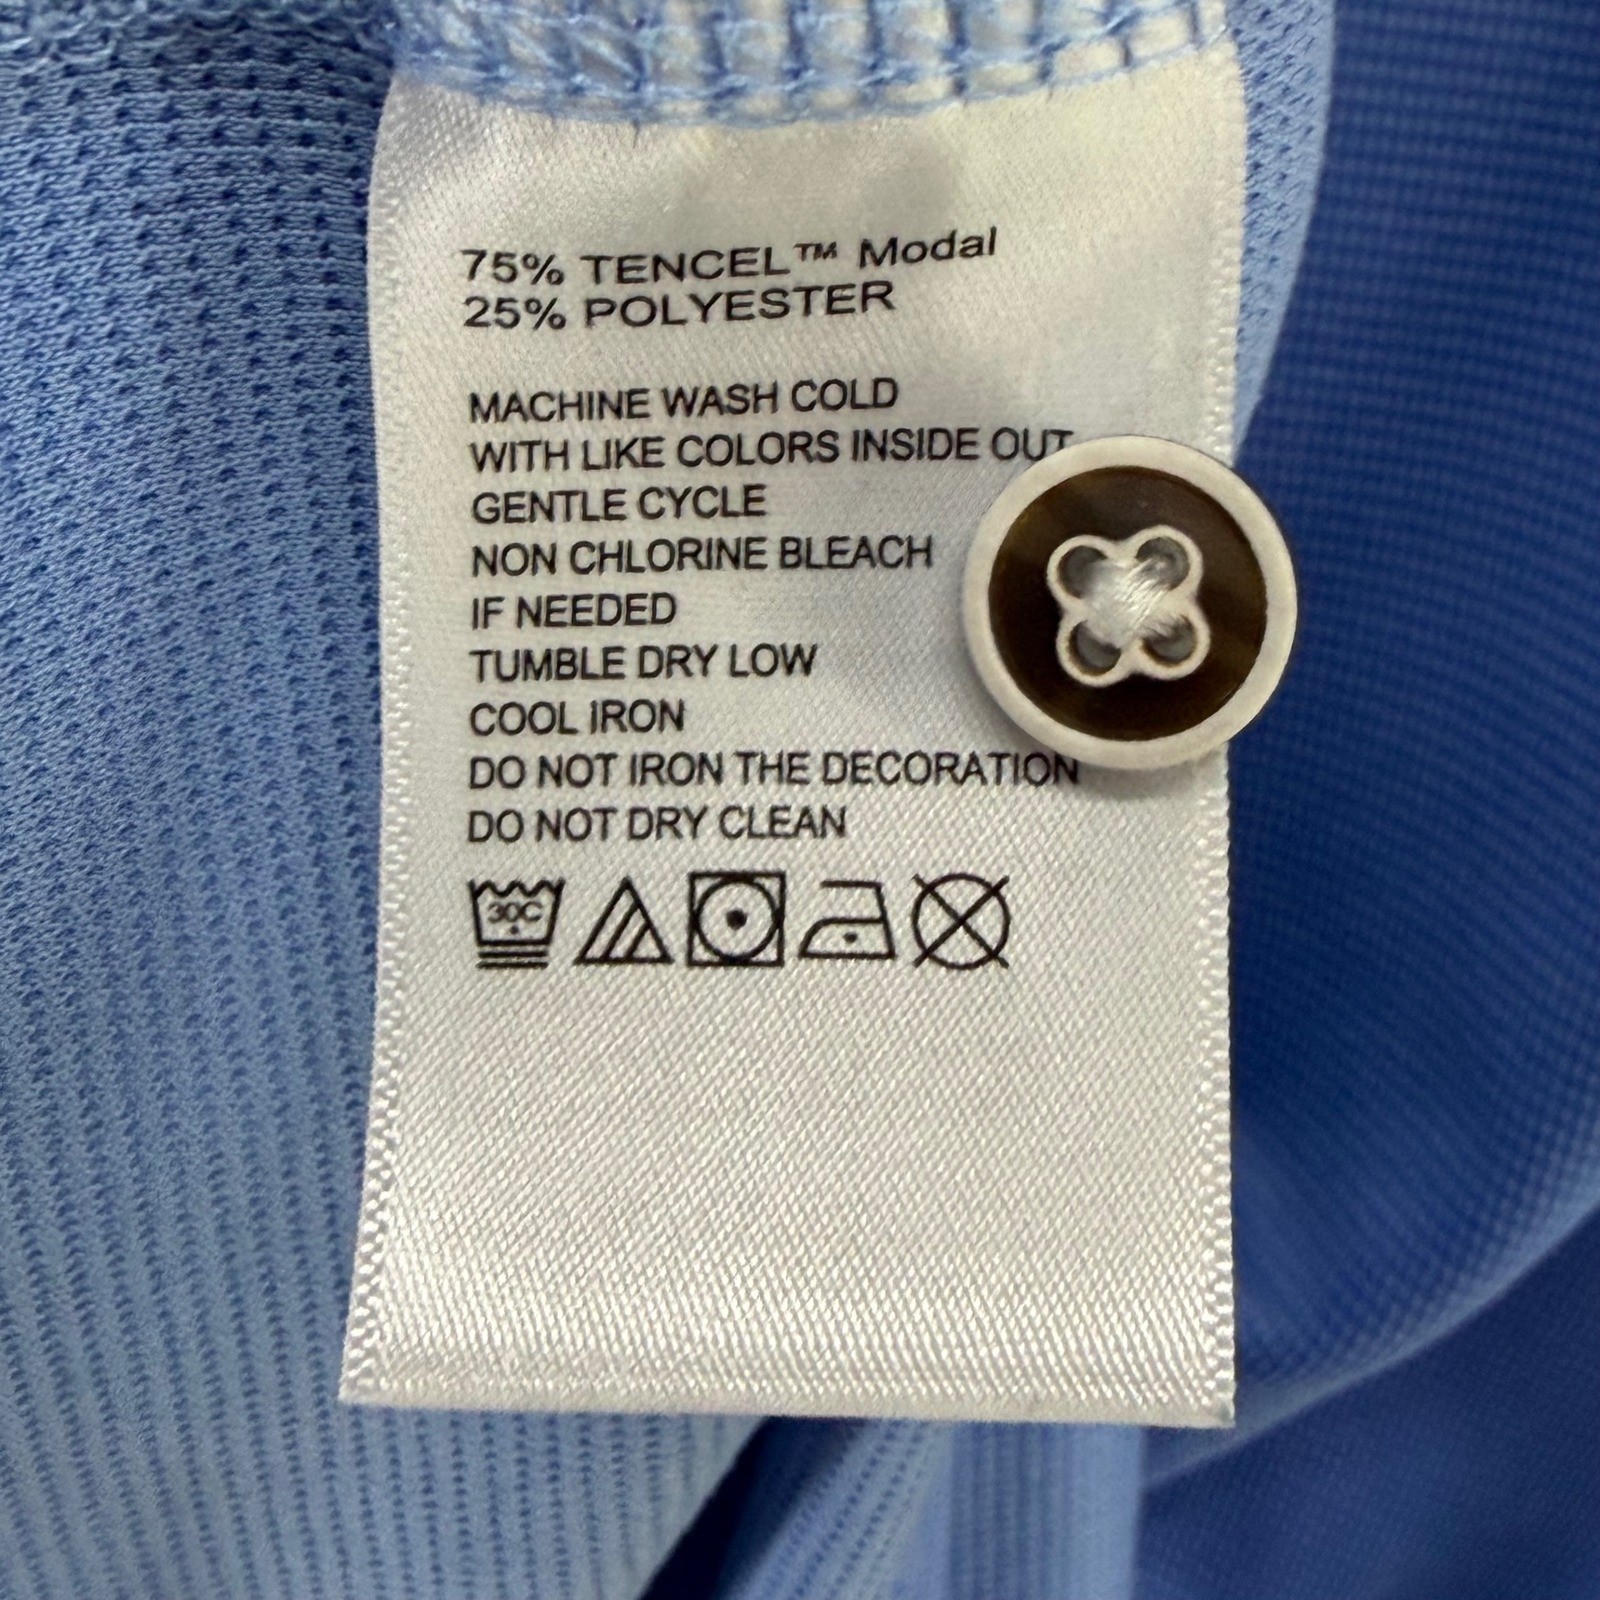 75% TENCEL™ Modal
25% POLYESTER
MACHINE WASH COLD
WITH LIKE COLORS INSIDE OUT
GENTLE CYCLE
NON CHLORINE BLEACH
IF NEEDED
TUMBLE DRY LOW
COOL IRON
DO NOT IRON THE DECORATION
DO NOT DRY CLEAN
30C